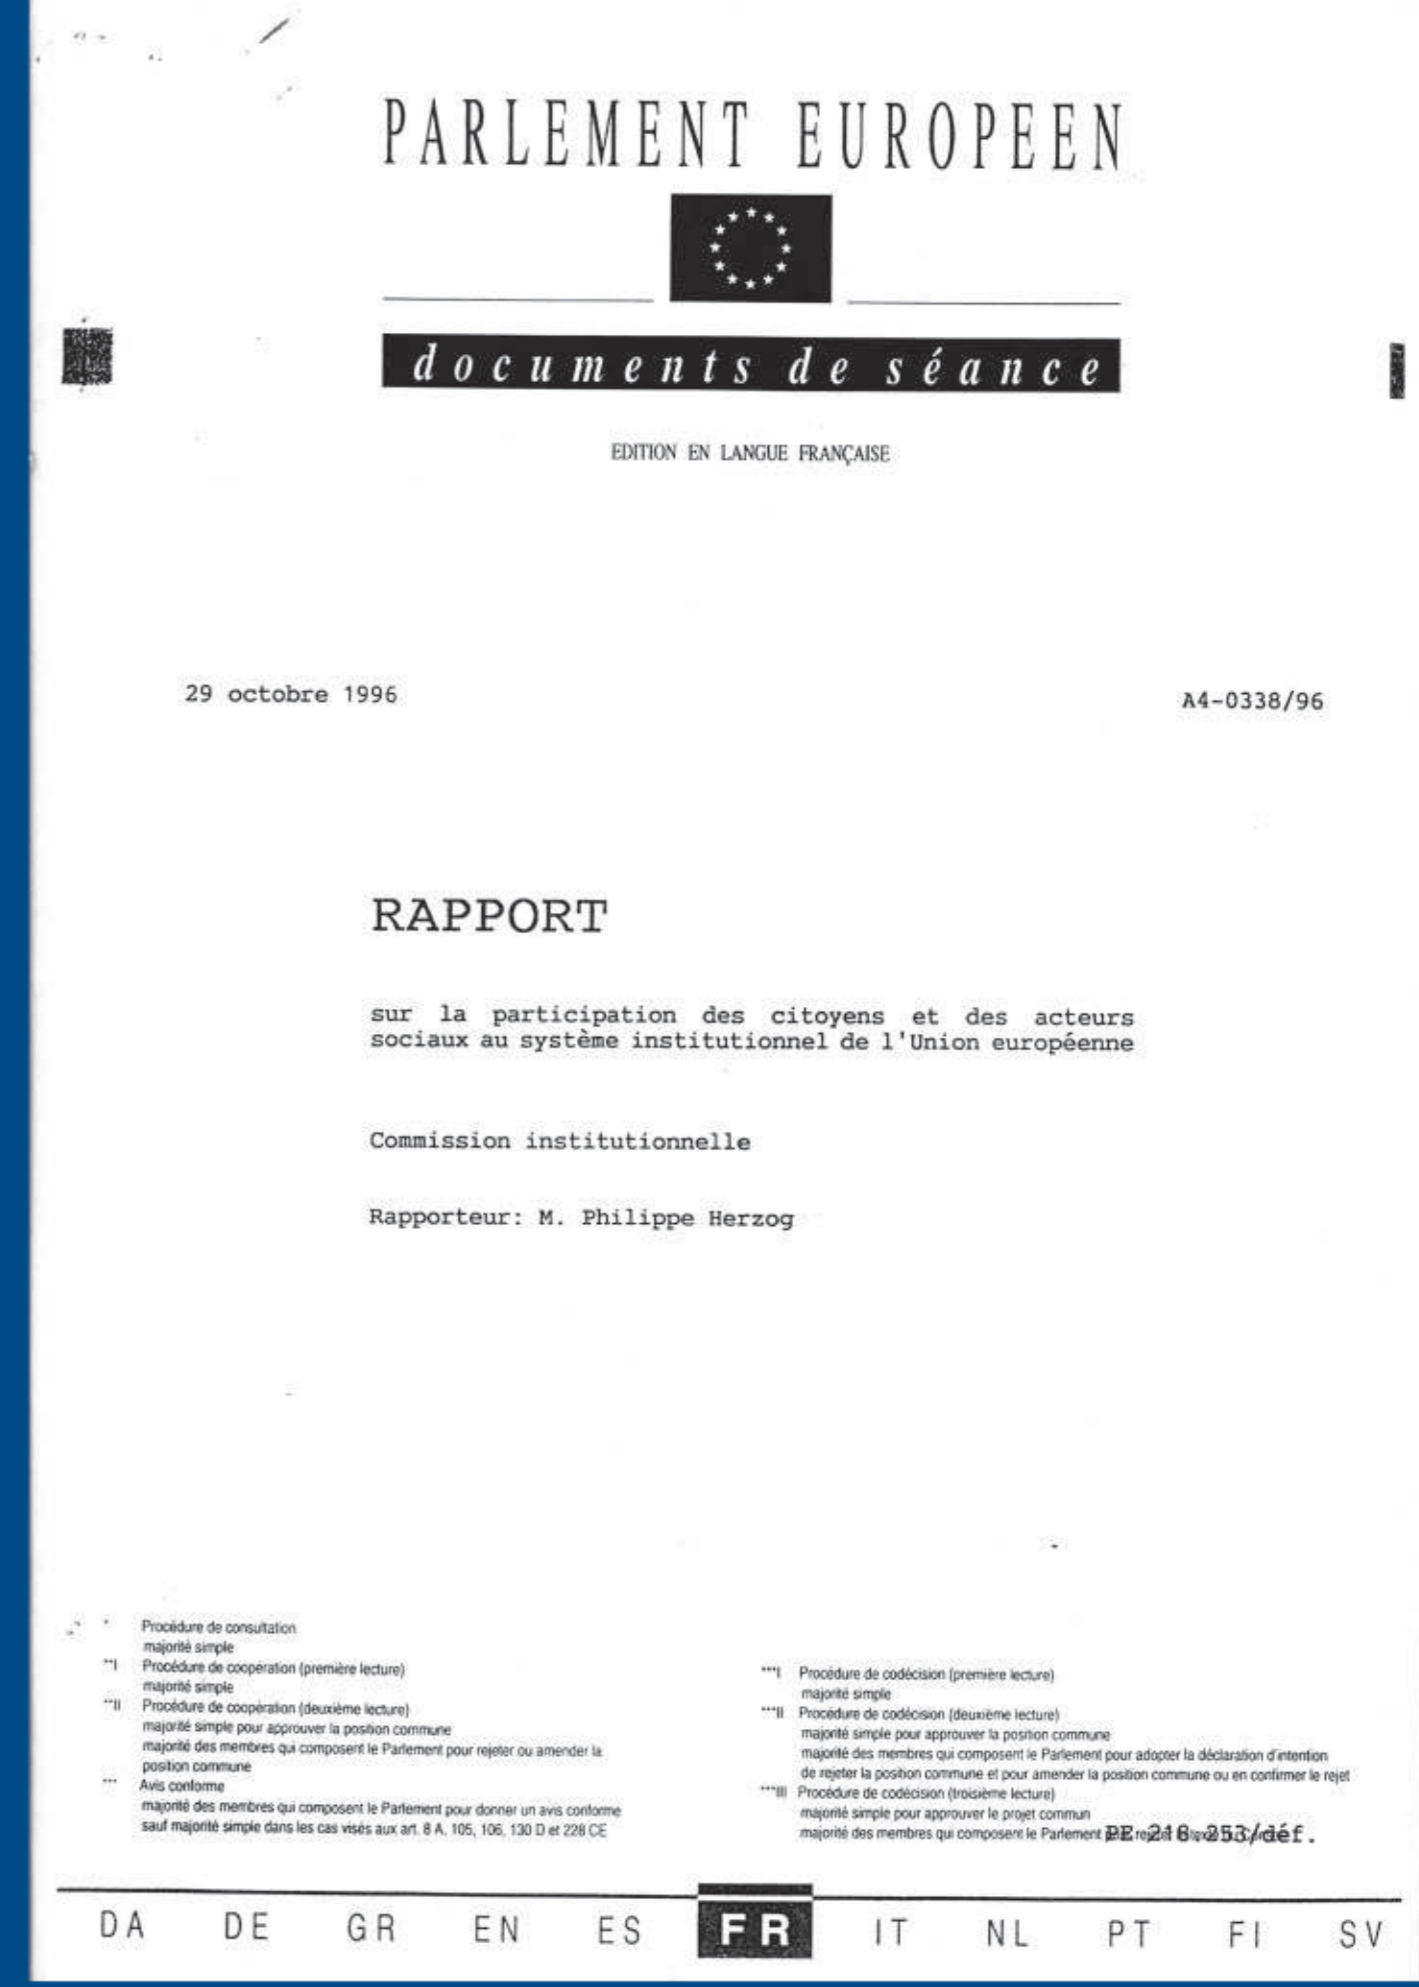 PARLEMENT EUROPEEN
documents de séance
EDITION EN LANGUE FRANÇAISE
29 octobre 1996
A4-0338/96
RAPPORT
sur la participation des citoyens et des acteurs
sociaux au système institutionnel de l'Union européenne
Commission institutionnelle
Rapporteur: M. Philippe Herzog
* Procédure de consultation
majorité simple
**I Procédure de coopération (première lecture)
majorité simple
**II Procédure de coopération (deuxième lecture)
majorité simple pour approuver la position commune
majorité des membres qui composent le Parlement pour rejeter ou amender la
position commune
*** Avis conforme
majorité des membres qui composent le Parlement pour donner un avis conforme
sauf majorité simple dans les cas visés aux art. 8 A, 105, 106, 130 D et 228 CE
***I Procédure de codécision (première lecture)
majorité simple
***II Procédure de codécision (deuxième lecture)
majorité simple pour approuver la position commune
majorité des membres qui composent le Parlement pour adopter la déclaration d'intention
de rejeter la position commune et pour amender la position commune ou en confirmer le rejet
***III Procédure de codécision (troisième lecture)
majorité simple pour approuver le projet commun
majorité des membres qui composent le Parlement
PE 218.253/déf.
DA DE GR EN ES FR IT NL PT FI SV